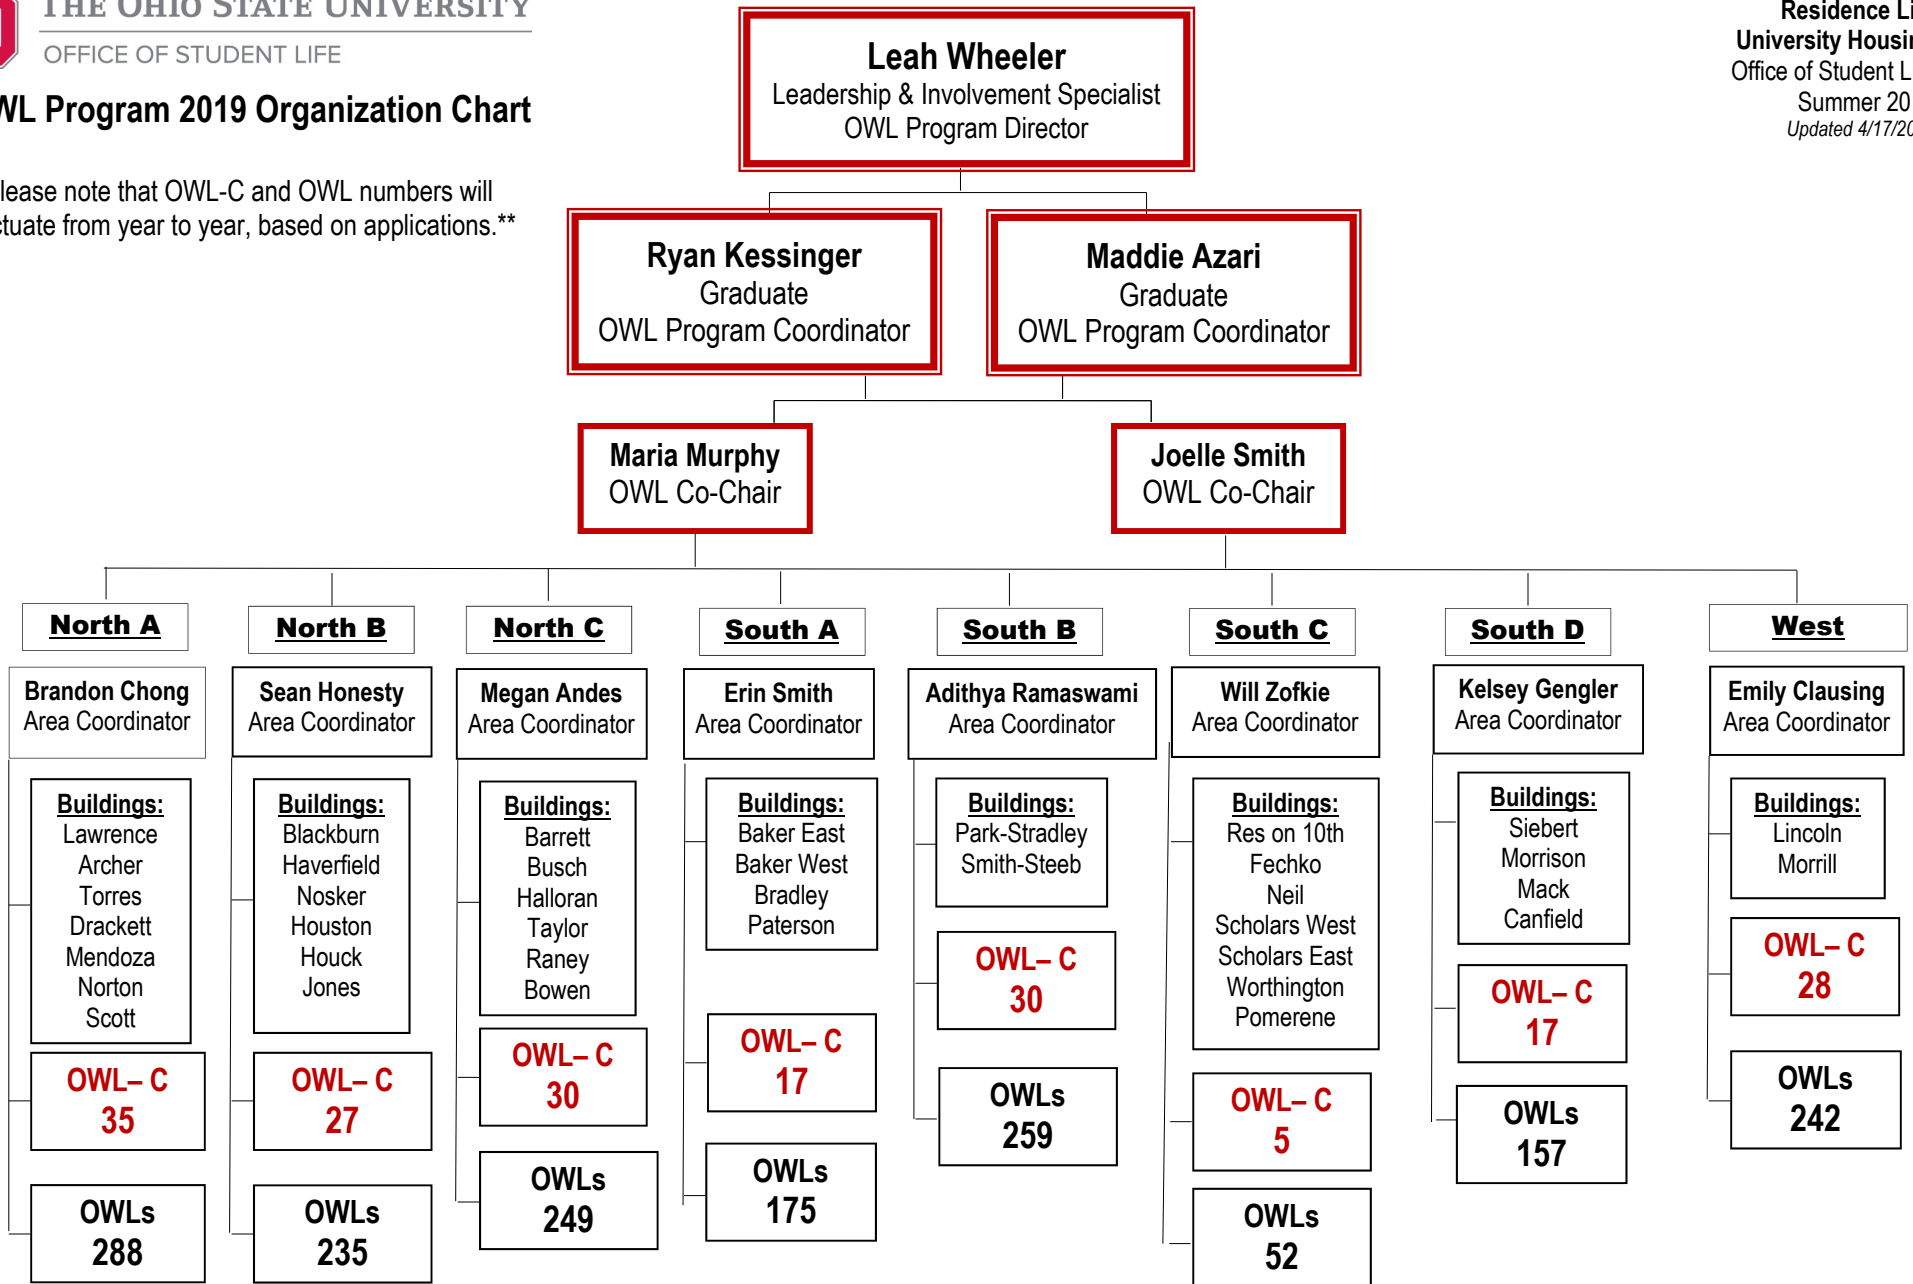 THE OHIO STATE UNIVERSITY
OFFICE OF STUDENT LIFE
Program 2019 Organization Chart
note that OWL-C and OWL numbers will
from year to year, based on applications.**
Residence
University
Office of Student
Summer
Updated
Leah Wheeler
Leadership & Involvement Specialist
OWL Program Director
Ryan Kessinger
Graduate
OWL Program Coordinator
Maddie Azari
Graduate
OWL Program Coordinator
Maria Murphy
OWL Co-Chair
Joelle Smith
OWL Co-Chair
North A
Brandon Chong
Area Coordinator
Buildings:
Lawrence
Archer
Torres
Drackett
Mendoza
Norton
Scott
OWL– C
35
OWLs
288
North B
Sean Honesty
Area Coordinator
Buildings:
Blackburn
Haverfield
Nosker
Houston
Houck
Jones
OWL– C
27
OWLs
235
North C
Megan Andes
Area Coordinator
Buildings:
Barrett
Busch
Halloran
Taylor
Raney
Bowen
OWL– C
30
OWLs
249
South A
Erin Smith
Area Coordinator
Buildings:
Baker East
Baker West
Bradley
Paterson
OWL– C
17
OWLs
175
South B
Adithya Ramaswami
Area Coordinator
Buildings:
Park-Stradley
Smith-Steeb
OWL– C
30
OWLs
259
South C
Will Zofkie
Area Coordinator
Buildings:
Res on 10th
Fechko
Neil
Scholars West
Scholars East
Worthington
Pomerene
OWL– C
5
OWLs
52
South D
Kelsey Gengler
Area Coordinator
Buildings:
Siebert
Morrison
Mack
Canfield
OWL– C
17
OWLs
157
West
Emily Clausing
Area Coordinator
Buildings:
Lincoln
Morrill
OWL– C
28
OWLs
242